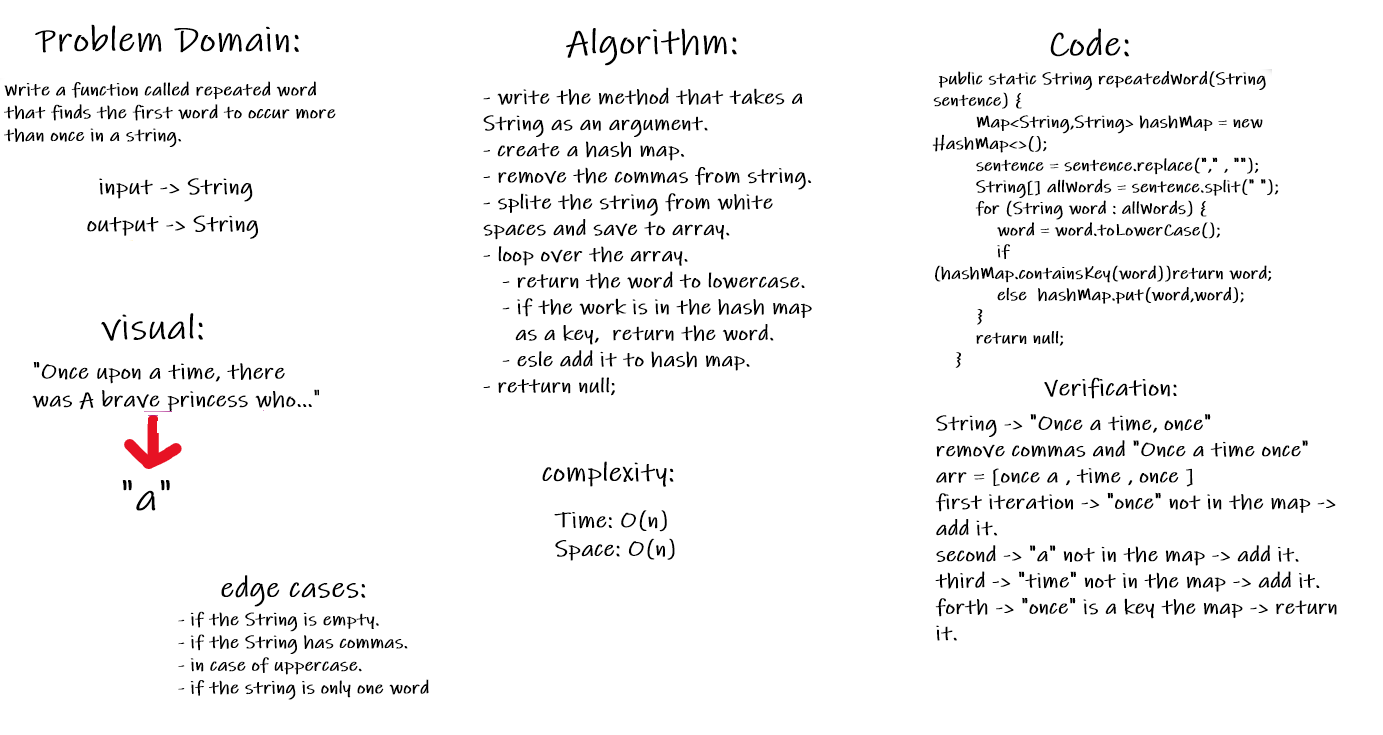 Problem Domain:
Write a function called repeated word
that finds the first word to occur more
than once in a string.
input -> String
output -> String
visual:
"Once upon a time, there
was A brave princess who..."
"a"
edge cases:
- if the String is empty.
- if the String has commas.
- in case of uppercase.
- if the string is only one word
Algorithm:
- write the method that takes a
String as an argument.
- create a hash map.
- remove the commas from string.
- splite the string from white
spaces and save to array.
- loop over the array.
- return the word to lowercase.
- if the work is in the hash map
as a key, return the word.
- esle add it to hash map.
- retturn null;
complexity:
Time: O(n)
Space: O(n)
Code:
public static String repeatedWord(String
sentence) {
Map<String,String> hashMap = new
HashMap<>();
sentence = sentence.replace("," , "");
String[] allWords = sentence.split(" ");
for (String word : allWords) {
word = word.toLowerCase();
if
(hashMap.containsKey(word))return word;
else hashMap.put(word,word);
}
return null;
}
Verification:
String -> "Once a time, once"
remove commas and "Once a time once"
arr = [once a , time , once ]
first iteration -> "once" not in the map ->
add it.
second -> "a" not in the map -> add it.
third -> "time" not in the map -> add it.
forth -> "once" is a key the map -> return
it.